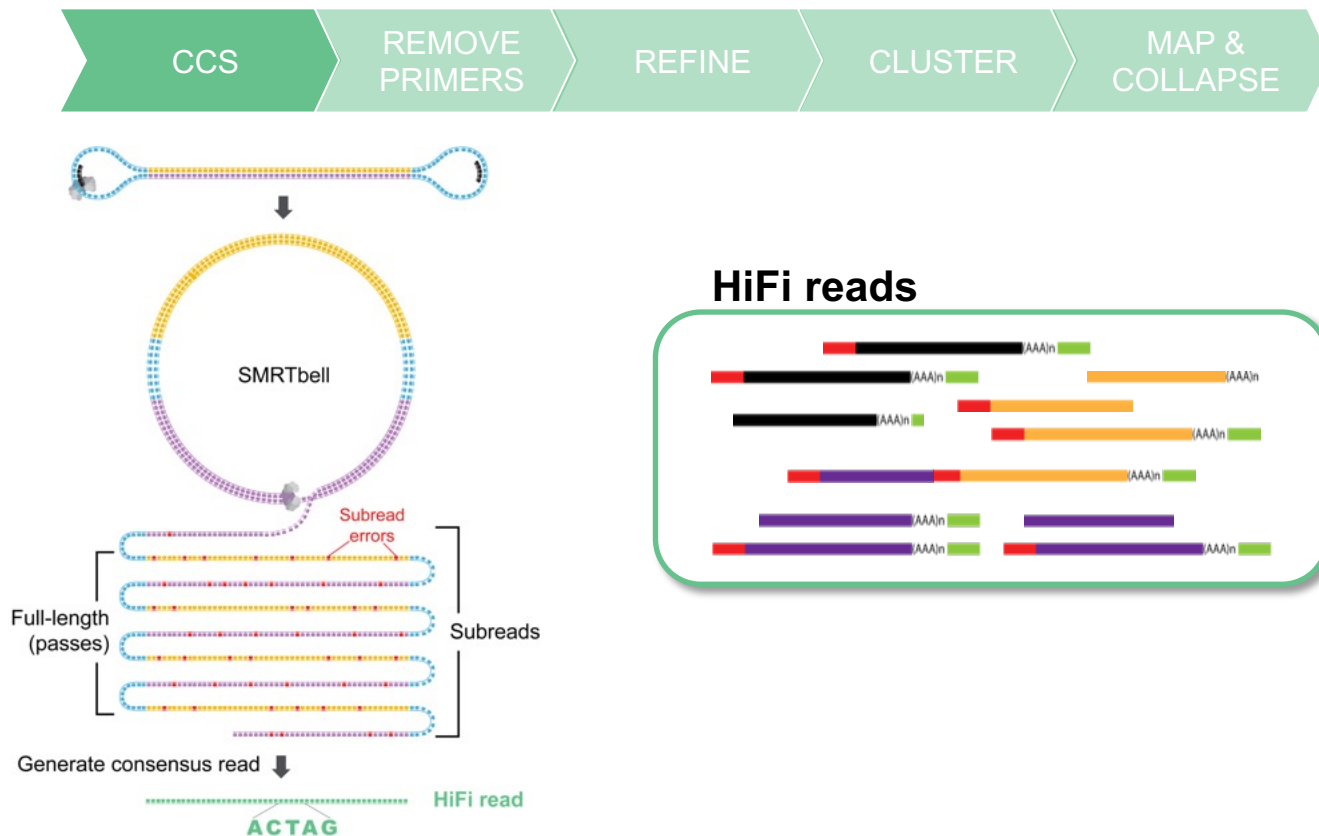 CCS
REMOVE
PRIMERS
REFINE
CLUSTER
MAP &
COLLAPSE
SMRTbell
Subread
errors
Full-length
(passes)
Subreads
Generate consensus read
HiFi read
ACTAG
HiFi reads
(AAA)n
(AAA)n
(AAA)n
(AAA)n
(AAA)n
(AAA)n
(AAA)n
(AAA)n
(AAA)n